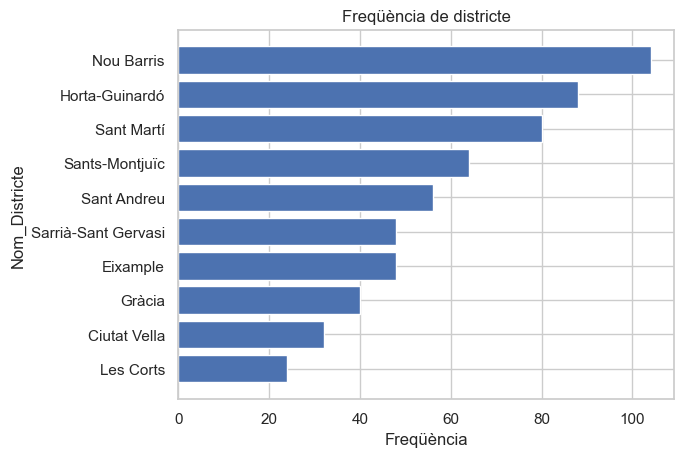 Freqüència de districte
Nom_Districte
Nou Barris
Horta-Guinardó
Sant Martí
Sants-Montjuïc
Sant Andreu
Sarrià-Sant Gervasi
Eixample
Gràcia
Ciutat Vella
Les Corts
0 20 40 60 80 100
Freqüència